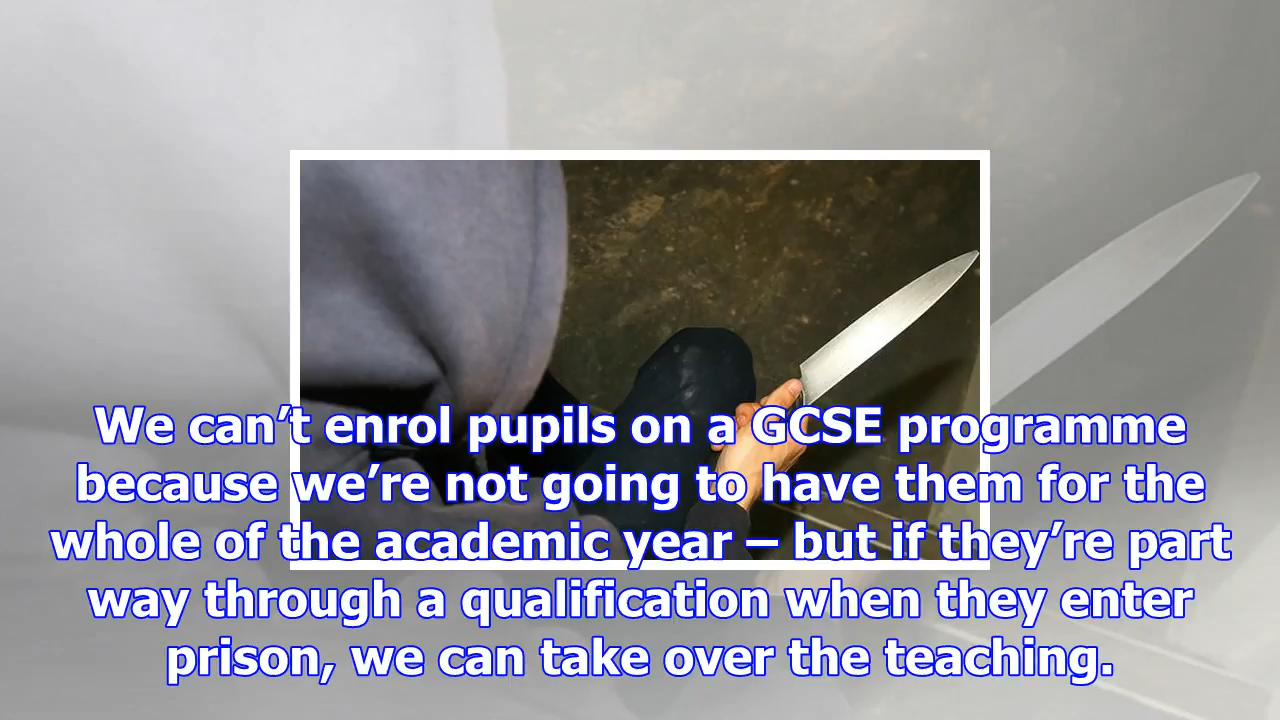 We can’t enrol pupils on a GCSE programme
because we’re not going to have them for the
whole of the academic year – but if they’re part
way through a qualification when they enter
prison, we can take over the teaching.